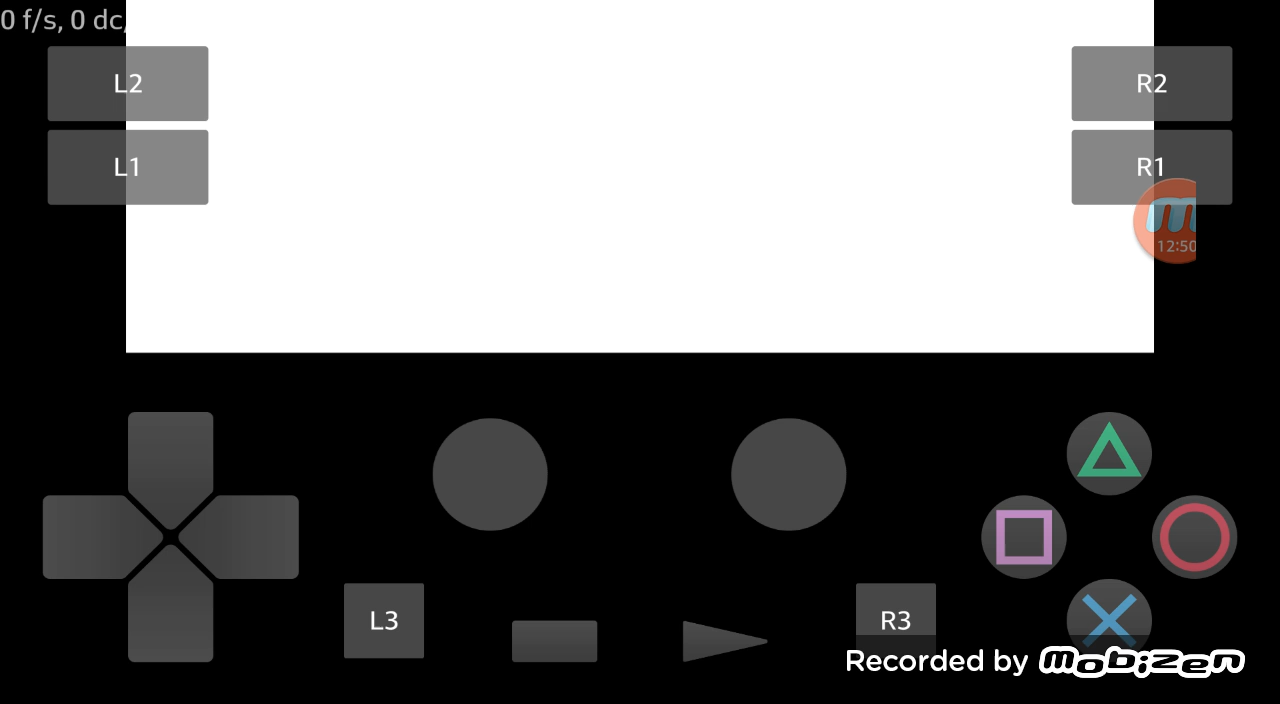 0 f/s, 0 dc,
L2
R2
L1
R1
12:50
L3
R3
Recorded by mobizen